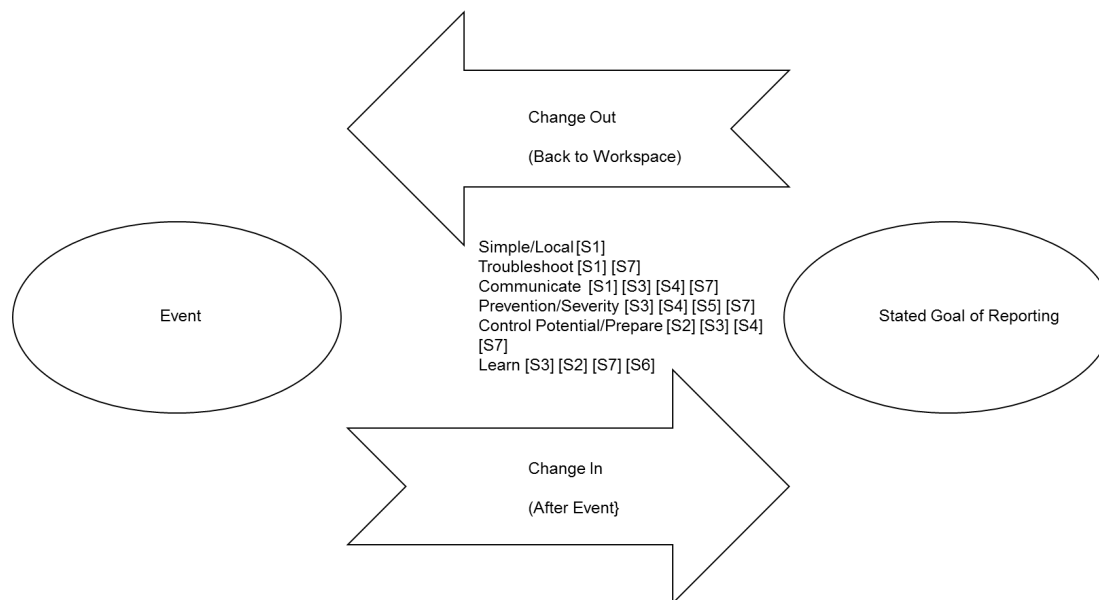 Change Out
(Back to Workspace)
Simple/Local[S1]
Troubleshoot [S1] [S7]
Communicate [S1] [S3] [S4] [S7]
Prevention/Severity [S3] [S4] [S5] [S7]
Control Potential/Prepare [S2] [S3] [S4]
[S7]
Learn [S3] [S2] [S7] [S6]
Event
Stated Goal of Reporting
Change In
(After Event}